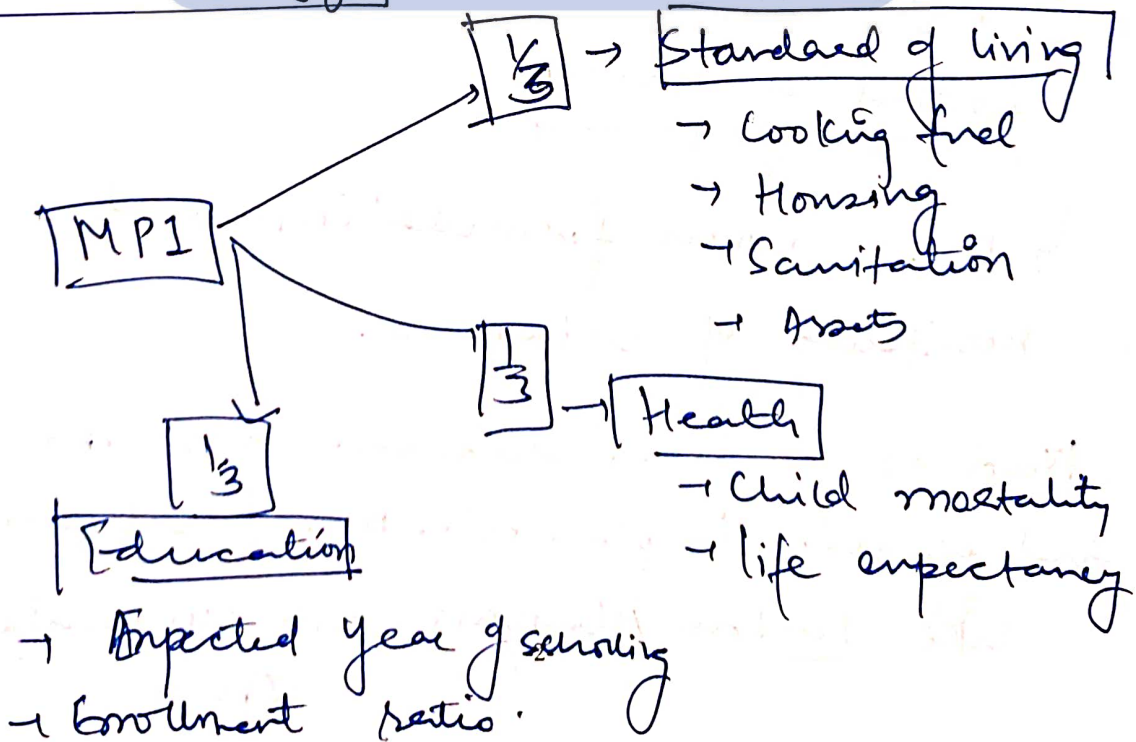 1/3 → Standard of living
→ Cooking fuel
→ Housing
→ Sanitation
→ Assets
MPI
1/3 → Health
→ Child mortality
→ life expectancy
1/3
Education
→ Expected year of schooling
→ Enrollment ratio.